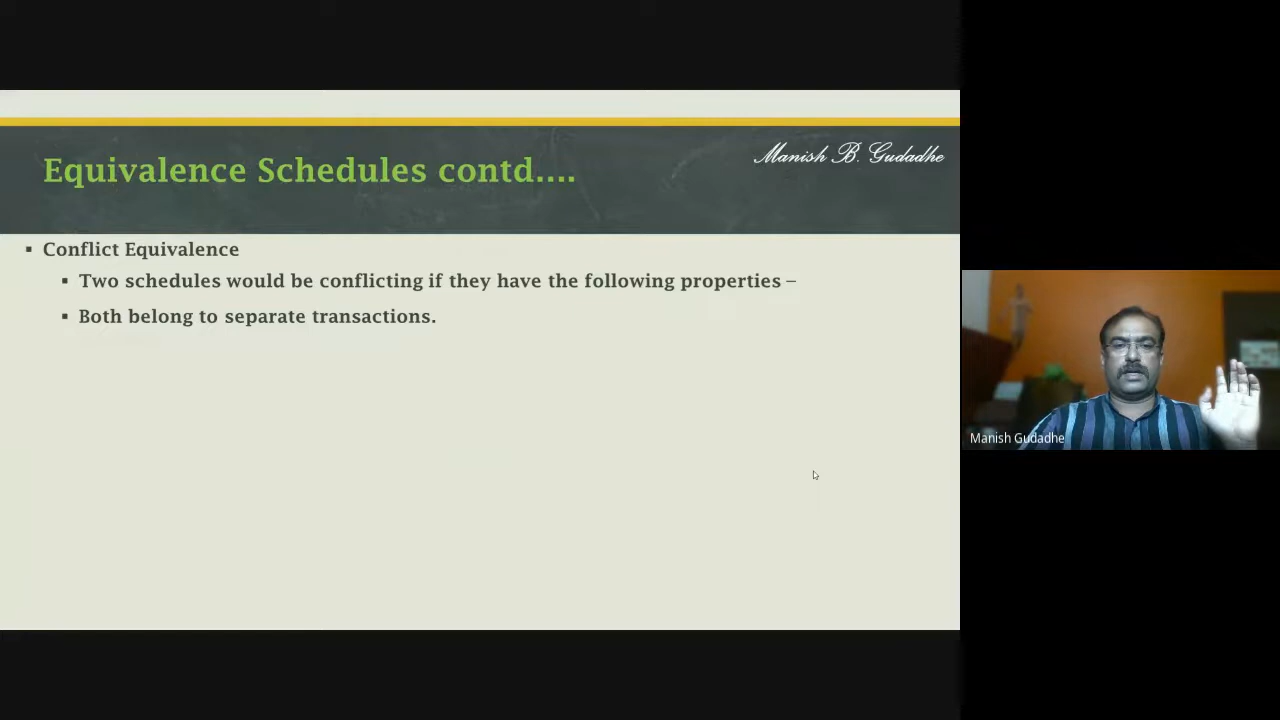 Equivalence Schedules contd....
Manish B. Gudadhe
▪ Conflict Equivalence
▪ Two schedules would be conflicting if they have the following properties –
▪ Both belong to separate transactions.
Manish Gudadhe